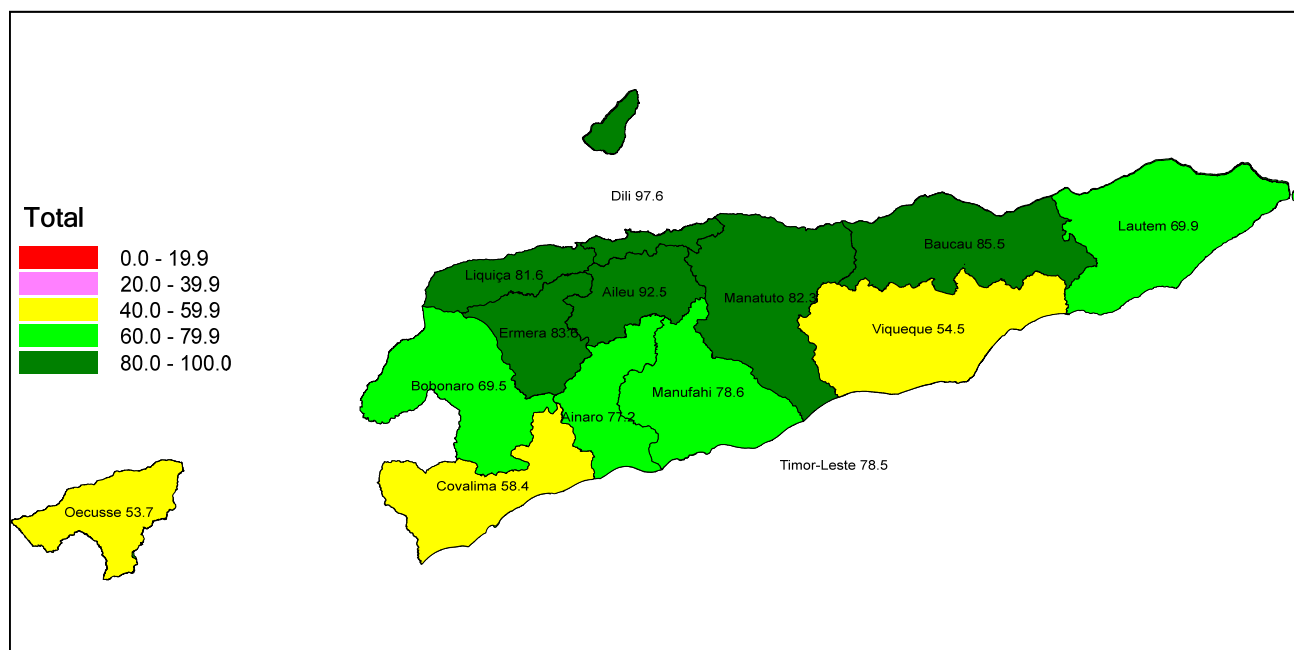 Dili 97.6
Lautem 69.9
Total
Baucau 85.5
0.0 - 19.9
Liquiça 81.6
20.0 - 39.9
Aileu 92.5
Manatuto 82.3
40.0 - 59.9
Ermera 83.6
Viqueque 54.5
60.0 - 79.9
80.0 - 100.0
Bobonaro 69.5
Manufahi 78.6
Ainaro 77.2
Timor-Leste 78.5
Covalima 58.4
Oecusse 53.7